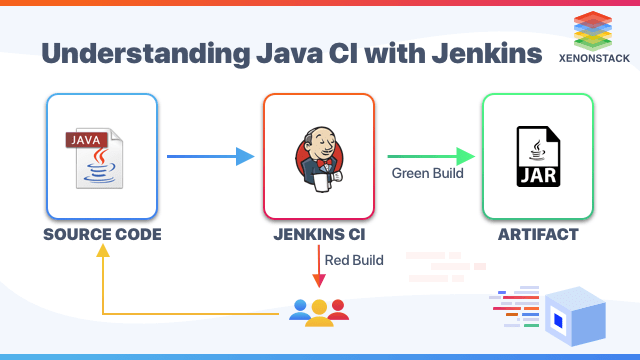 Understanding Java CI with Jenkins
XENONSTACK
JAVA
JAR
Green Build
SOURCE CODE
JENKINS CI
ARTIFACT
Red Build